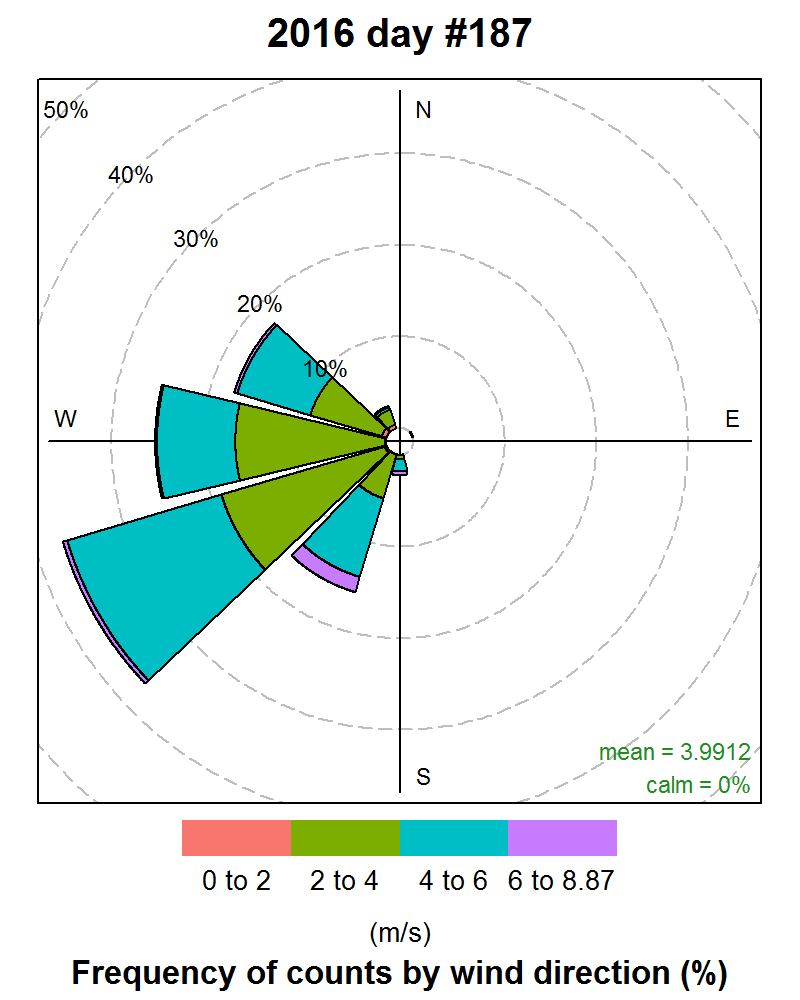 2016 day #187
50%
N
40%
30%
20%
10%
W
E
S
mean = 3.9912
calm = 0%
0 to 2 2 to 4 4 to 6 6 to 8.87
(m/s)
Frequency of counts by wind direction (%)